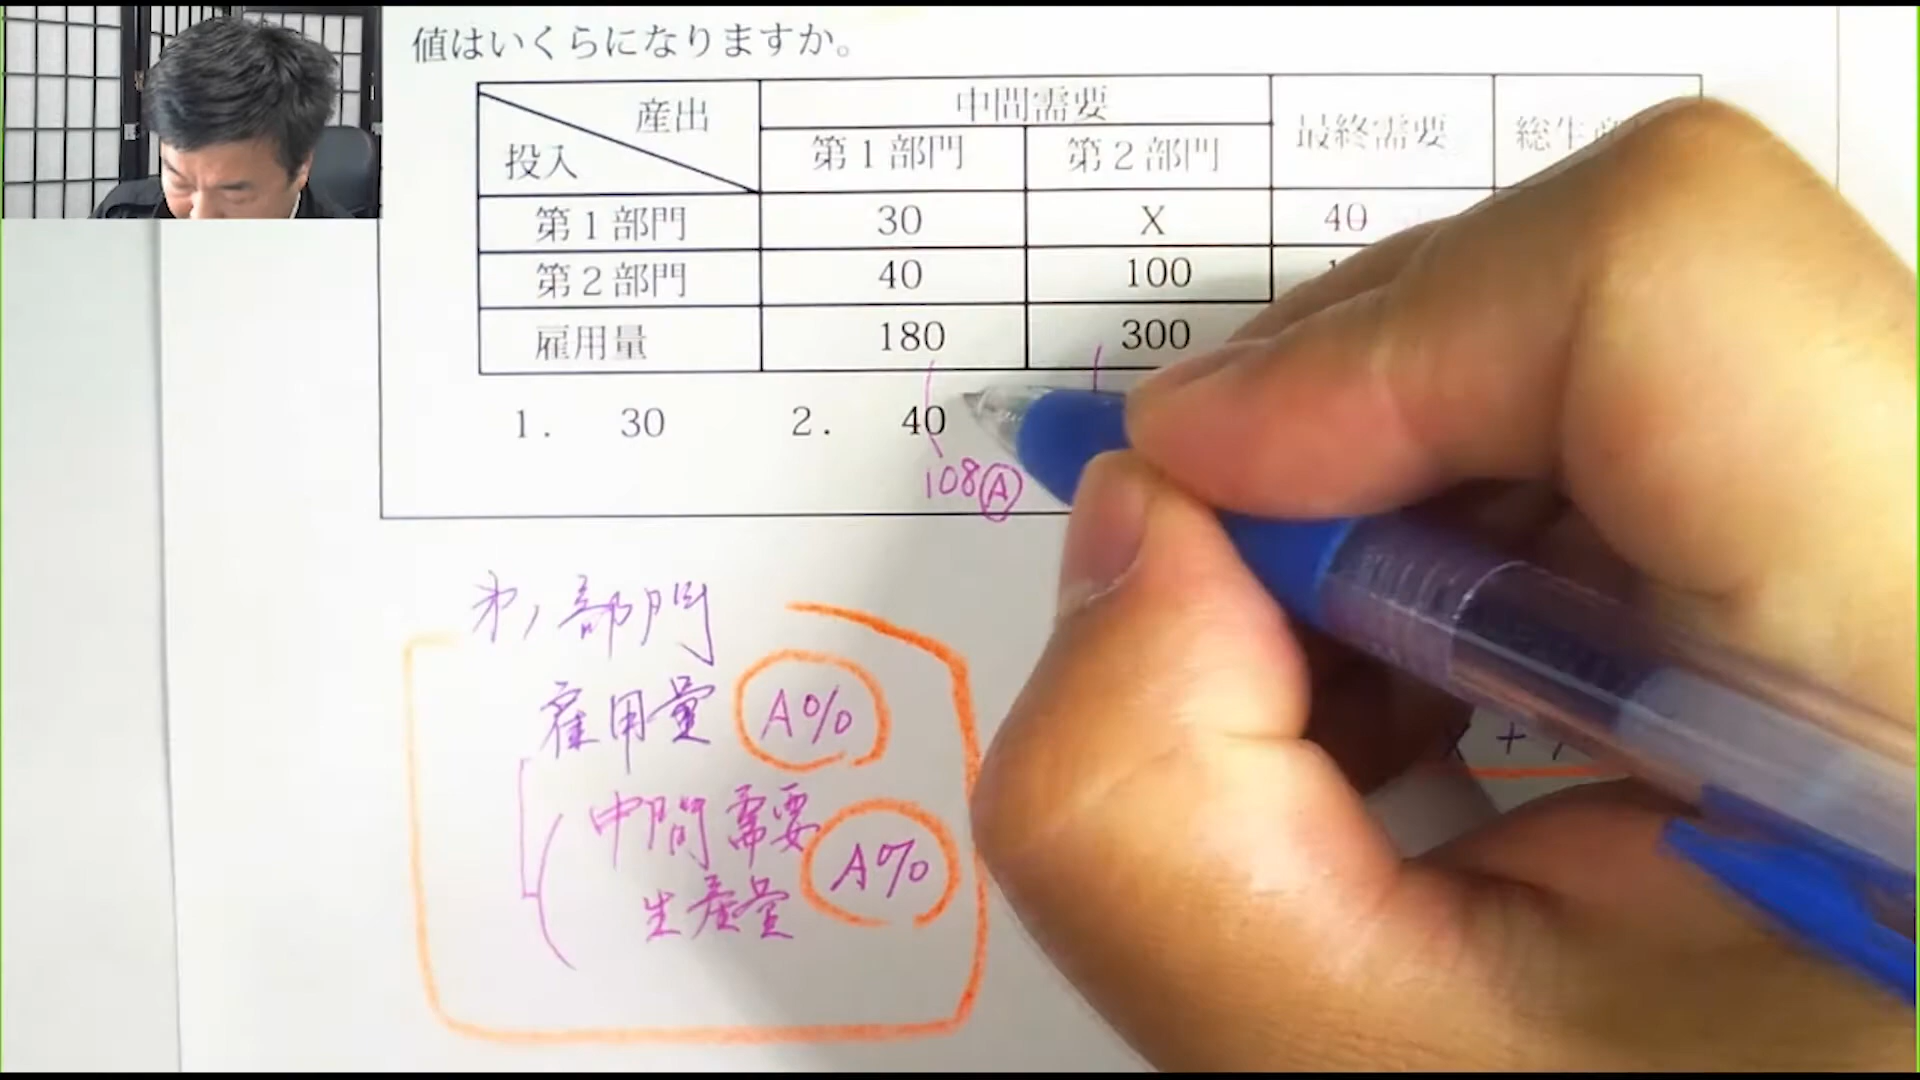 値はいくらになりますか。
産出
投入
中間需要
第1部門 第2部門
最終需要
総生
第1部門 30 X 40
第2部門 40 100
雇用量 180 300
1. 30 2. 40
108Ⓐ
オ1部門
雇用量 A%
中間需要
生産量 A%
x +